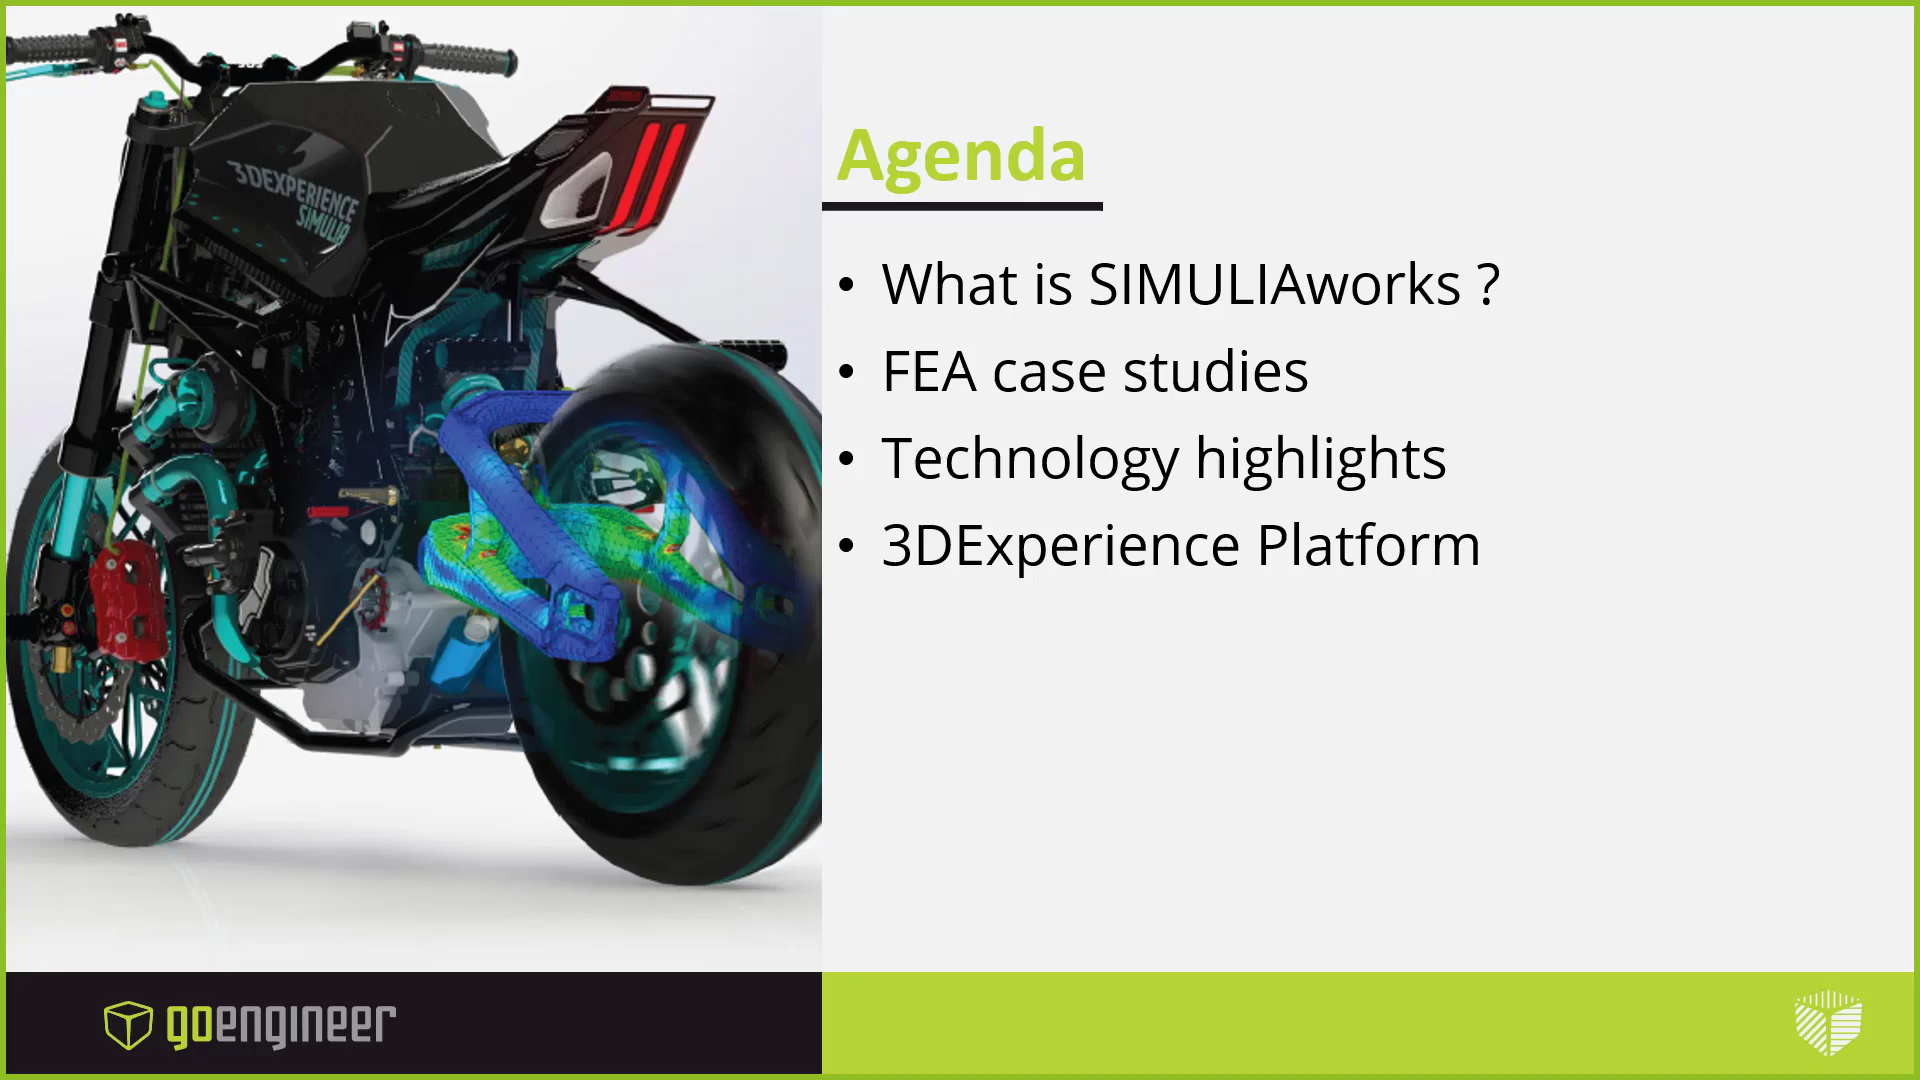 3DEXPERIENCE
SIMULIA
Agenda
• What is SIMULIAworks ?
• FEA case studies
• Technology highlights
• 3DExperience Platform
goengineer